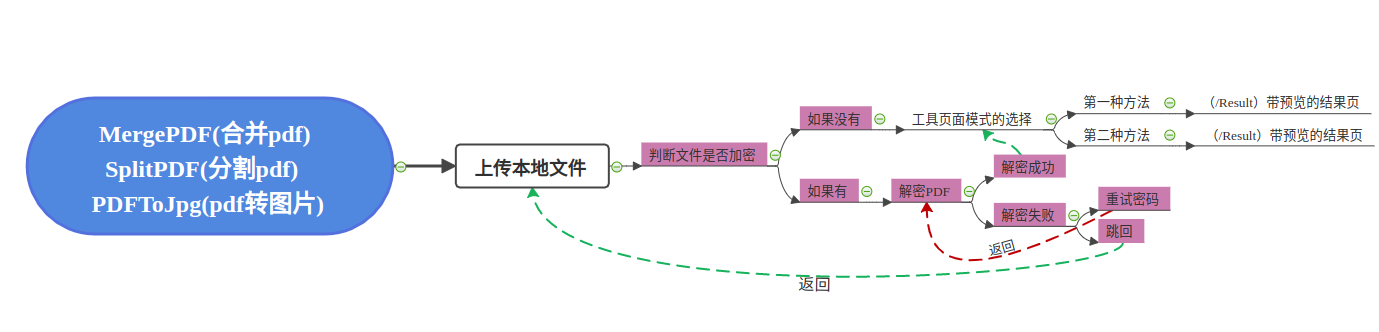 MergePDF(合并pdf)
SplitPDF(分割pdf)
PDFToJpg(pdf转图片)
上传本地文件
判断文件是否加密
如果没有
工具页面模式的选择
第一种方法
（/Result）带预览的结果页
第二种方法
（/Result）带预览的结果页
如果有
解密PDF
解密成功
解密失败
重试密码
跳回
返回
返回